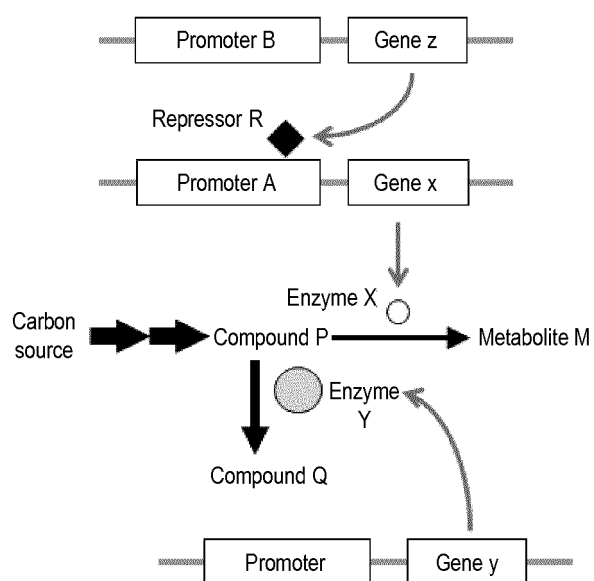 Promoter B
Gene z
Repressor R
Promoter A
Gene x
Enzyme X
Carbon
source
Compound P
Metabolite M
Enzyme
Y
Compound Q
Promoter
Gene y